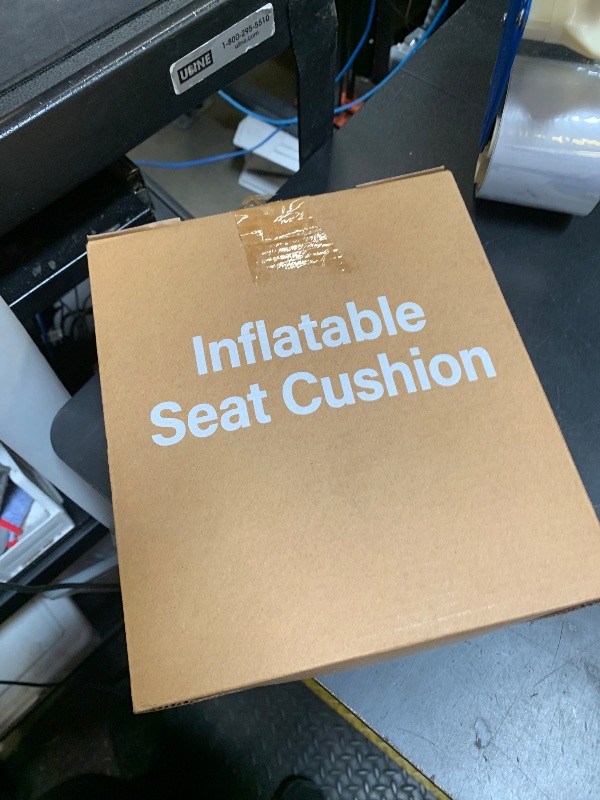 ULINE
1-800-295-5510
uline.com
Inflatable
Seat Cushion